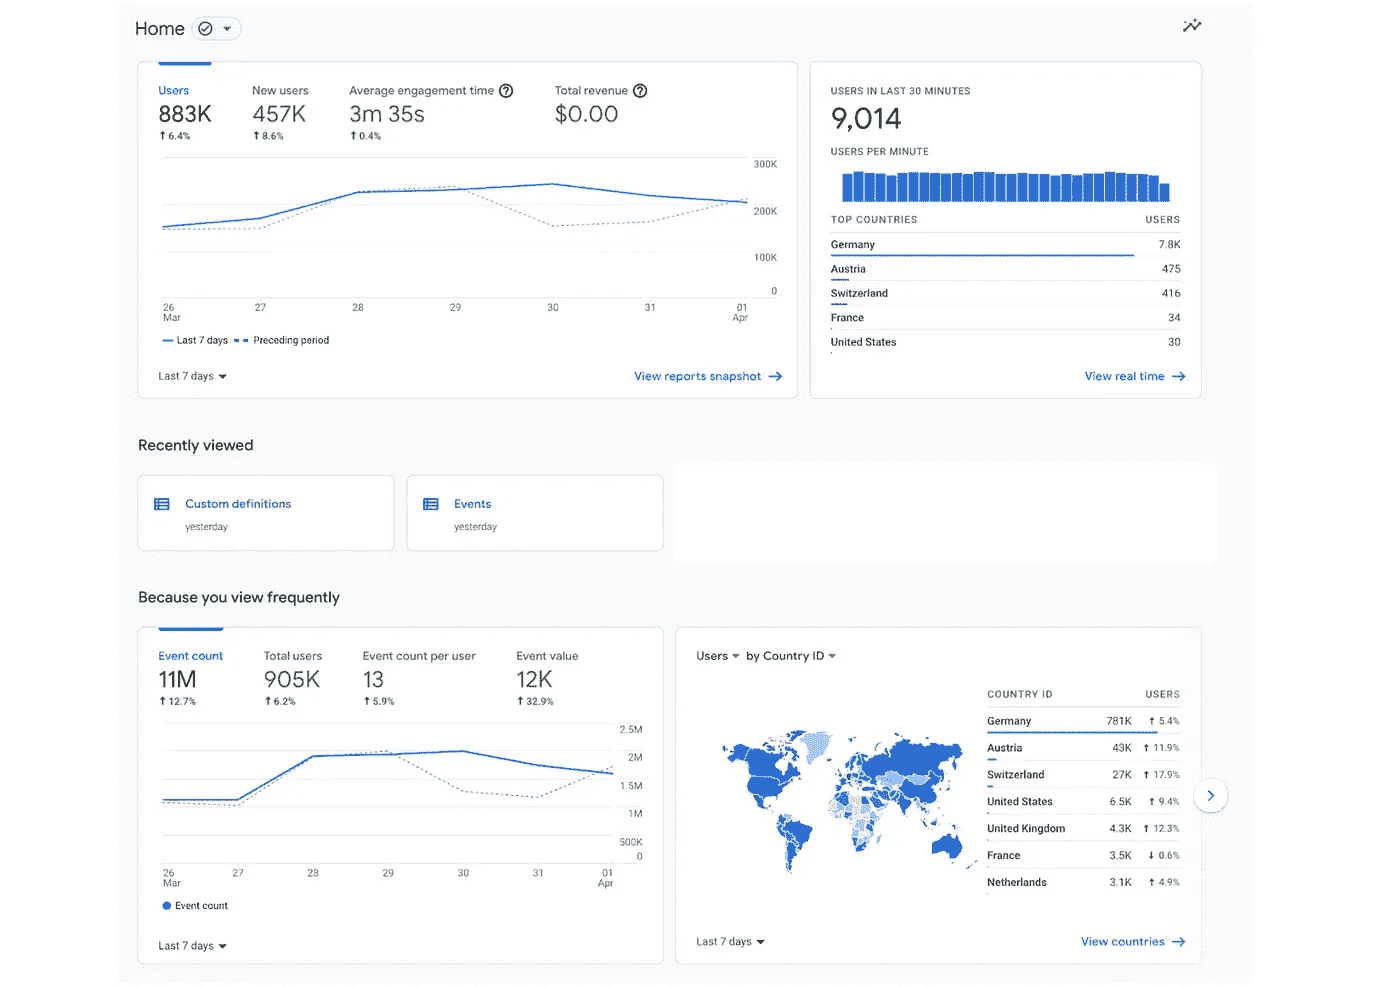 Home
Users New users Average engagement time Total revenue
883K 457K 3m 35s $0.00
↑ 6.4% ↑ 8.6% ↑ 0.4%
300K
200K
100K
0
26 27 28 29 30 31 01
Mar Apr
Last 7 days Preceding period
Last 7 days View reports snapshot
USERS IN LAST 30 MINUTES
9,014
USERS PER MINUTE
TOP COUNTRIES USERS
Germany 7.8K
Austria 475
Switzerland 416
France 34
United States 30
View real time
Recently viewed
Custom definitions
yesterday
Events
yesterday
Because you view frequently
Event count Total users Event count per user Event value
11M 905K 13 12K
↑ 12.7% ↑ 6.2% ↑ 5.9% ↑ 32.9%
2.5M
2M
1.5M
1M
500K
0
26 27 28 29 30 31 01
Mar Apr
Event count
Last 7 days
Users by Country ID
COUNTRY ID USERS
Germany 781K ↑ 5.4%
Austria 43K ↑ 11.9%
Switzerland 27K ↑ 17.9%
United States 6.5K ↑ 9.4%
United Kingdom 4.3K ↑ 12.3%
France 3.5K ↓ 0.6%
Netherlands 3.1K ↑ 4.9%
Last 7 days View countries